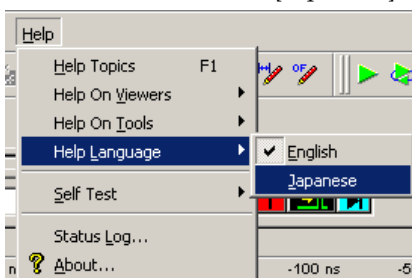 Help
Help Topics F1
Help On Viewers
Help On Tools
Help Language
English
Japanese
Self Test
Status Log...
About...
-100 ns